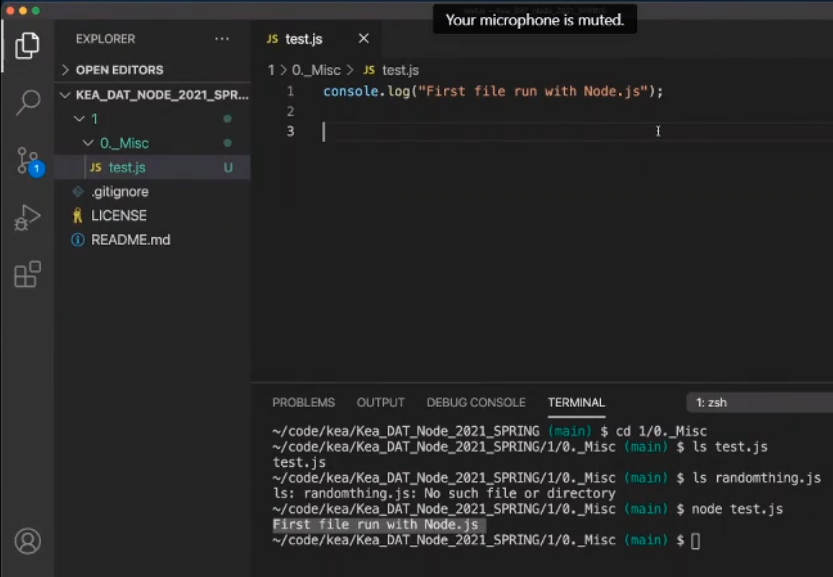 Your microphone is muted.
EXPLORER ...
JS test.js ×
> OPEN EDITORS
KEA_DAT_NODE_2021_SPR...
1
0._Misc
JS test.js U
.gitignore
LICENSE
README.md
1
1 > 0._Misc > JS test.js
1 console.log("First file run with Node.js");
2
3
PROBLEMS OUTPUT DEBUG CONSOLE TERMINAL 1: zsh
~/code/kea/Kea_DAT_Node_2021_SPRING (main) $ cd 1/0._Misc
~/code/kea/Kea_DAT_Node_2021_SPRING/1/0._Misc (main) $ ls test.js
test.js
~/code/kea/Kea_DAT_Node_2021_SPRING/1/0._Misc (main) $ ls randomthing.js
ls: randomthing.js: No such file or directory
~/code/kea/Kea_DAT_Node_2021_SPRING/1/0._Misc (main) $ node test.js
First file run with Node.js
~/code/kea/Kea_DAT_Node_2021_SPRING/1/0._Misc (main) $